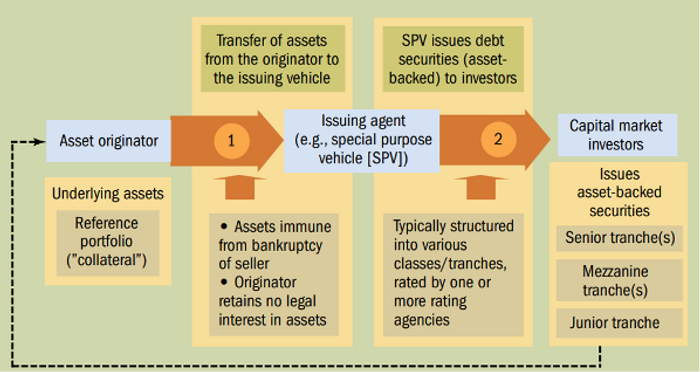 Transfer of assets
from the originator to
the issuing vehicle
SPV issues debt
securities (asset-
backed) to investors
Asset originator
1
Issuing agent
(e.g., special purpose
vehicle [SPV])
2
Capital market
investors
Underlying assets
Reference
portfolio
("collateral")
• Assets immune
from bankruptcy
of seller
• Originator
retains no legal
interest in assets
Typically structured
into various
classes/tranches,
rated by one or
more rating
agencies
Issues
asset-backed
securities
Senior tranche(s)
Mezzanine
tranche(s)
Junior tranche